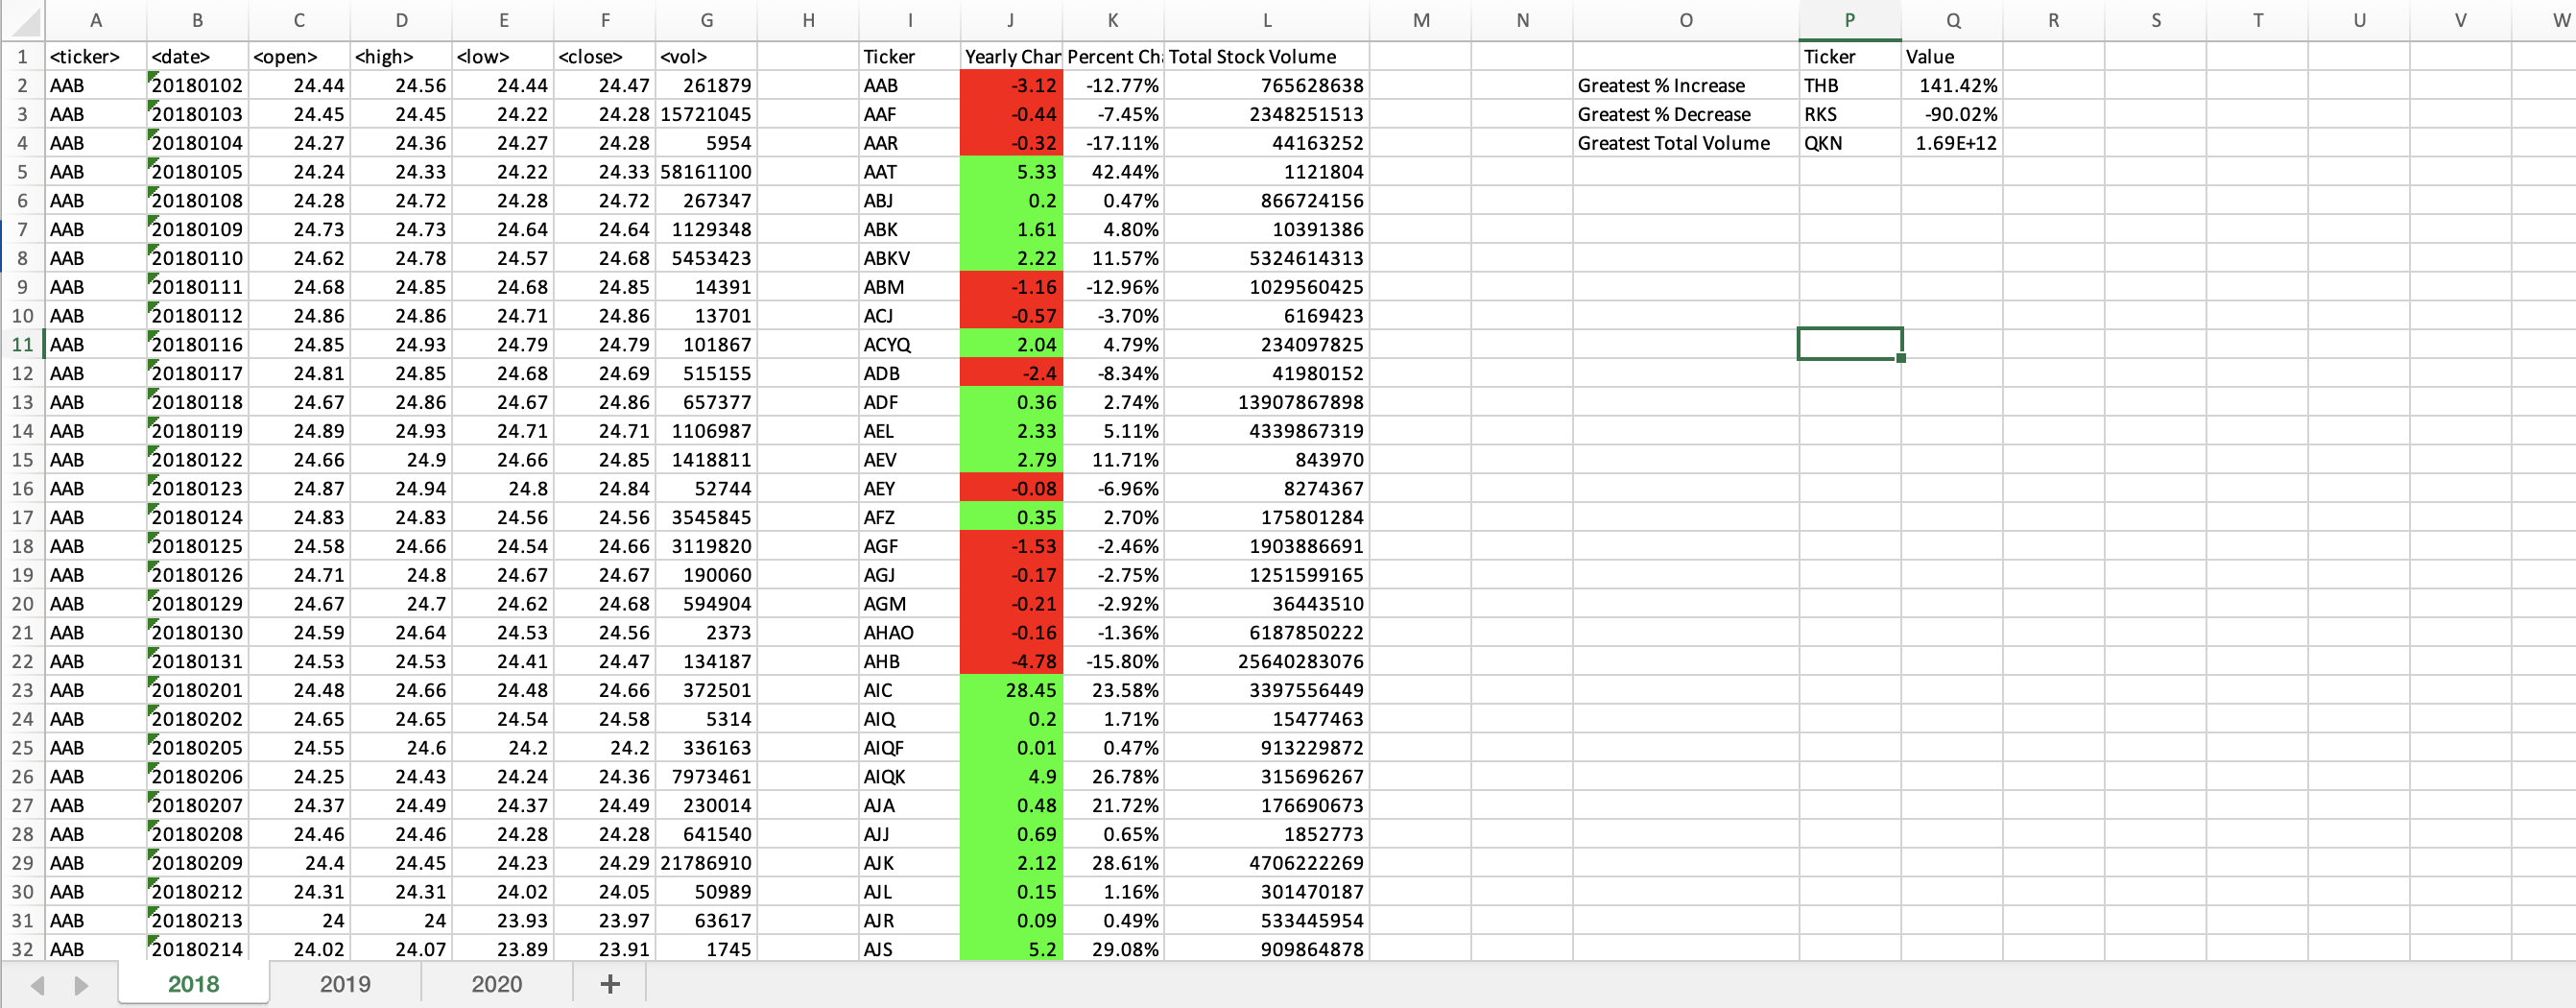 A B C D E F G H I J K L M N O P Q R S T U V W
1 <ticker> <date> <open> <high> <low> <close> <vol> Ticker Yearly Char Percent Ch Total Stock Volume Ticker Value
2 AAB 20180102 24.44 24.56 24.44 24.47 261879 AAB -3.12 -12.77% 765628638 Greatest % Increase THB 141.42%
3 AAB 20180103 24.45 24.45 24.22 24.28 15721045 AAF -0.44 -7.45% 2348251513 Greatest % Decrease RKS -90.02%
4 AAB 20180104 24.27 24.36 24.27 24.28 5954 AAR -0.32 -17.11% 44163252 Greatest Total Volume QKN 1.69E+12
5 AAB 20180105 24.24 24.33 24.22 24.33 58161100 AAT 5.33 42.44% 1121804
6 AAB 20180108 24.28 24.72 24.28 24.72 267347 ABJ 0.2 0.47% 866724156
7 AAB 20180109 24.73 24.73 24.64 24.64 1129348 ABK 1.61 4.80% 10391386
8 AAB 20180110 24.62 24.78 24.57 24.68 5453423 ABKV 2.22 11.57% 5324614313
9 AAB 20180111 24.68 24.85 24.68 24.85 14391 ABM -1.16 -12.96% 1029560425
10 AAB 20180112 24.86 24.86 24.71 24.86 13701 ACJ -0.57 -3.70% 6169423
11 AAB 20180116 24.85 24.93 24.79 24.79 101867 ACYQ 2.04 4.79% 234097825
12 AAB 20180117 24.81 24.85 24.68 24.69 515155 ADB -2.4 -8.34% 41980152
13 AAB 20180118 24.67 24.86 24.67 24.86 657377 ADF 0.36 2.74% 13907867898
14 AAB 20180119 24.89 24.93 24.71 24.71 1106987 AEL 2.33 5.11% 4339867319
15 AAB 20180122 24.66 24.9 24.66 24.85 1418811 AEV 2.79 11.71% 843970
16 AAB 20180123 24.87 24.94 24.8 24.84 52744 AEY -0.08 -6.96% 8274367
17 AAB 20180124 24.83 24.83 24.56 24.56 3545845 AFZ 0.35 2.70% 175801284
18 AAB 20180125 24.58 24.66 24.54 24.66 3119820 AGF -1.53 -2.46% 1903886691
19 AAB 20180126 24.71 24.8 24.67 24.67 190060 AGJ -0.17 -2.75% 1251599165
20 AAB 20180129 24.67 24.7 24.62 24.68 594904 AGM -0.21 -2.92% 36443510
21 AAB 20180130 24.59 24.64 24.53 24.56 2373 AHAO -0.16 -1.36% 6187850222
22 AAB 20180131 24.53 24.53 24.41 24.47 134187 AHB -4.78 -15.80% 25640283076
23 AAB 20180201 24.48 24.66 24.48 24.66 372501 AIC 28.45 23.58% 3397556449
24 AAB 20180202 24.65 24.65 24.54 24.58 5314 AIQ 0.2 1.71% 15477463
25 AAB 20180205 24.55 24.6 24.2 24.2 336163 AIQF 0.01 0.47% 913229872
26 AAB 20180206 24.25 24.43 24.24 24.36 7973461 AIQK 4.9 26.78% 315696267
27 AAB 20180207 24.37 24.49 24.37 24.49 230014 AJA 0.48 21.72% 176690673
28 AAB 20180208 24.46 24.46 24.28 24.28 641540 AJJ 0.69 0.65% 1852773
29 AAB 20180209 24.4 24.45 24.23 24.29 21786910 AJK 2.12 28.61% 4706222269
30 AAB 20180212 24.31 24.31 24.02 24.05 50989 AJL 0.15 1.16% 301470187
31 AAB 20180213 24 24 23.93 23.97 63617 AJR 0.09 0.49% 533445954
32 AAB 20180214 24.02 24.07 23.89 23.91 1745 AJS 5.2 29.08% 909864878
2018 2019 2020 +